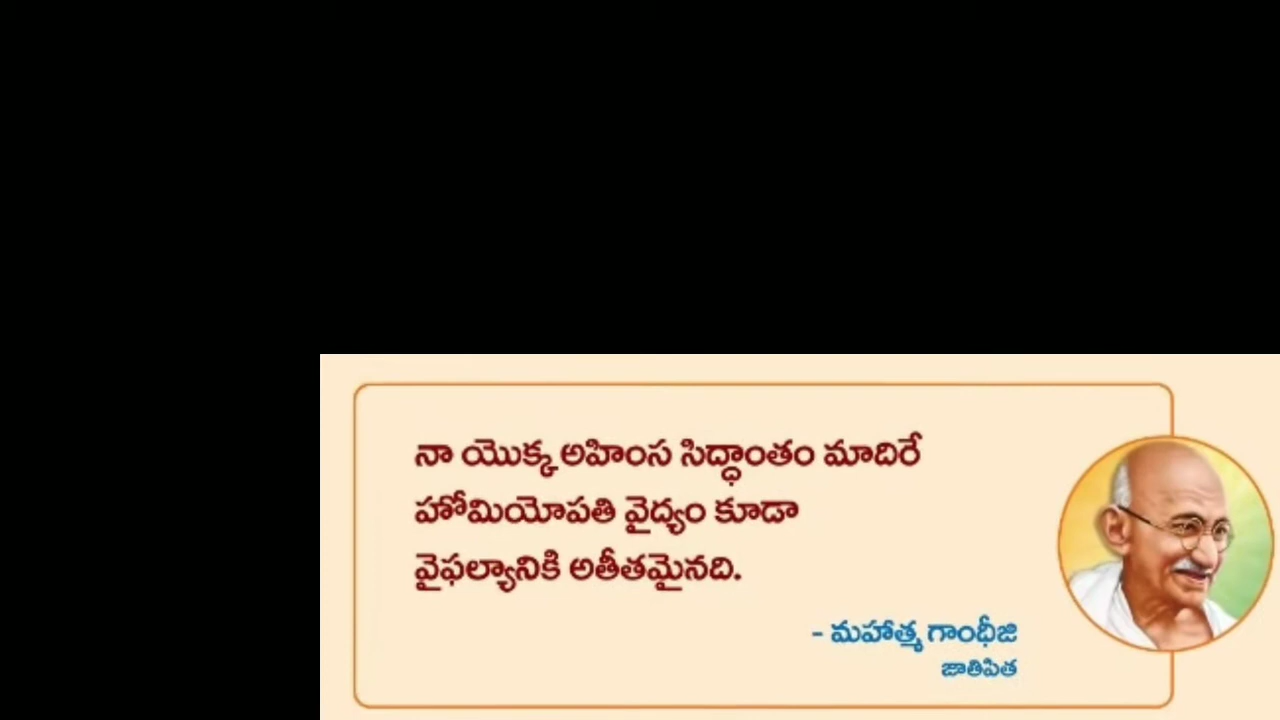 నా యొక్క అహింస సిద్ధాంతం మాదిరే
హోమియోపతి వైద్యం కూడా
వైఫల్యానికి అతీతమైనది.
- మహాత్మ గాంధీజి
జాతిపిత